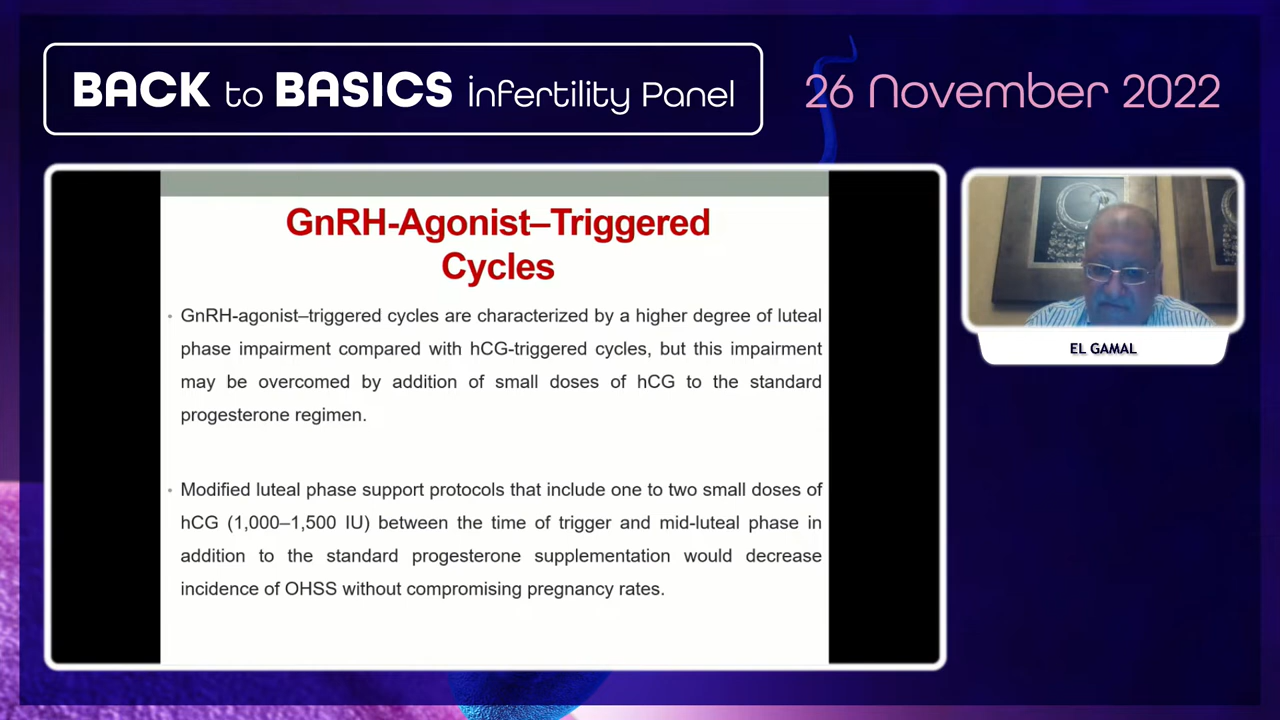 BACK to BASICS infertility Panel
26 November 2022
GnRH-Agonist–Triggered
Cycles
• GnRH-agonist–triggered cycles are characterized by a higher degree of luteal
phase impairment compared with hCG-triggered cycles, but this impairment
may be overcomed by addition of small doses of hCG to the standard
progesterone regimen.
• Modified luteal phase support protocols that include one to two small doses of
hCG (1,000–1,500 IU) between the time of trigger and mid-luteal phase in
addition to the standard progesterone supplementation would decrease
incidence of OHSS without compromising pregnancy rates.
EL GAMAL